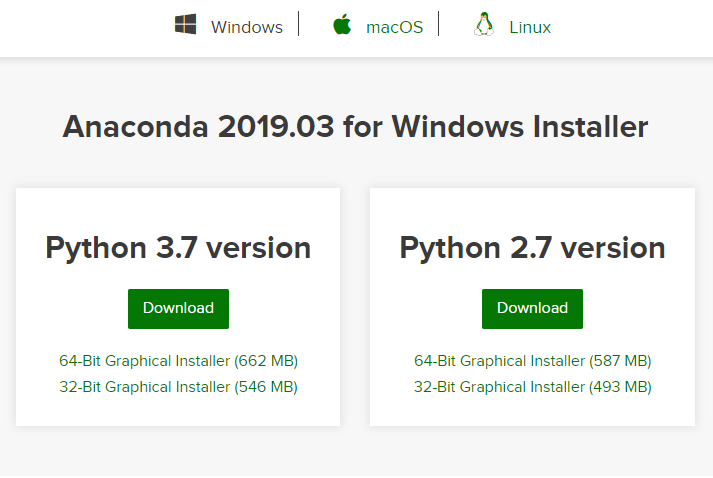 Windows macOS Linux
Anaconda 2019.03 for Windows Installer
Python 3.7 version
Download
64-Bit Graphical Installer (662 MB)
32-Bit Graphical Installer (546 MB)
Python 2.7 version
Download
64-Bit Graphical Installer (587 MB)
32-Bit Graphical Installer (493 MB)